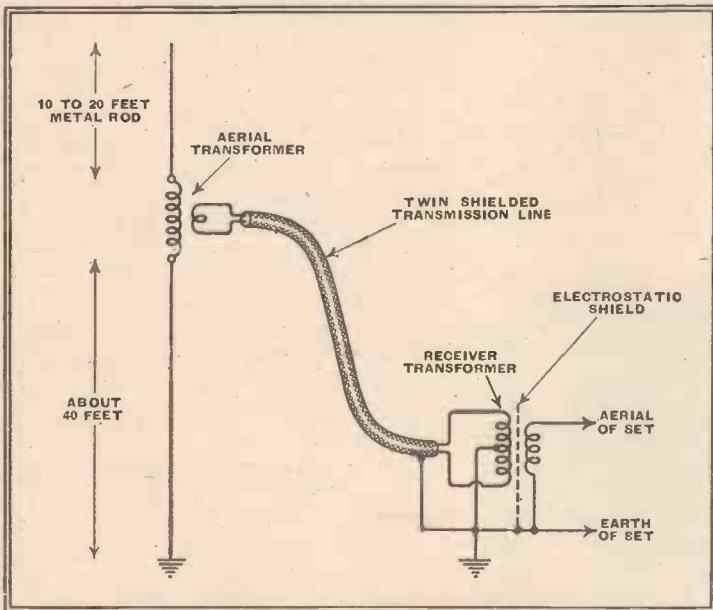 10 TO 20 FEET
METAL ROD
AERIAL
TRANSFORMER
TWIN SHIELDED
TRANSMISSION LINE
ELECTROSTATIC
SHIELD
RECEIVER
TRANSFORMER
ABOUT
40 FEET
AERIAL
OF SET
EARTH
OF SET